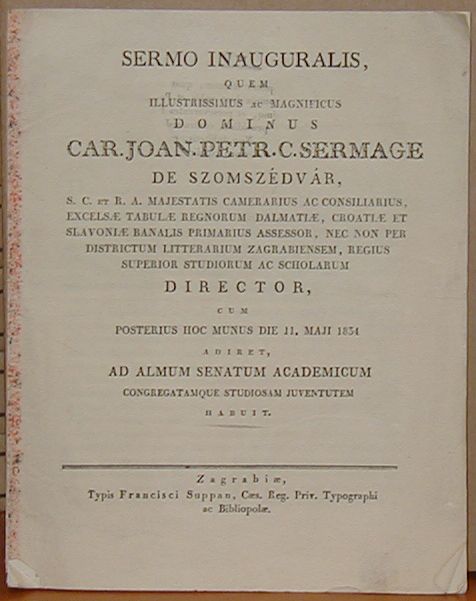 SERMO INAUGURALIS,
QUEM
ILLUSTRISSIMUS AC MAGNIFICUS
DOMINUS
CAR. JOAN. PETR. C. SERMAGE
DE SZOMSZÉDVÁR,
S. C. ET R. A. MAJESTATIS CAMERARIUS AC CONSILIARIUS,
EXCELSÆ TABULÆ REGNORUM DALMATIÆ, CROATIÆ ET
SLAVONIÆ BANALIS PRIMARIUS ASSESSOR, NEC NON PER
DISTRICTUM LITTERARIUM ZAGRABIENSEM, REGIUS
SUPERIOR STUDIORUM AC SCHOLARUM
DIRECTOR,
CUM
POSTERIUS HOC MUNUS DIE 11. MAJI 1831
ADIRET,
AD ALMUM SENATUM ACADEMICUM
CONGREGATAMQUE STUDIOSAM JUVENTUTEM
HABUIT.
Zagrabiæ,
Typis Francisci Suppan, Cæs. Reg. Priv. Typographi
ac Bibliopolæ.